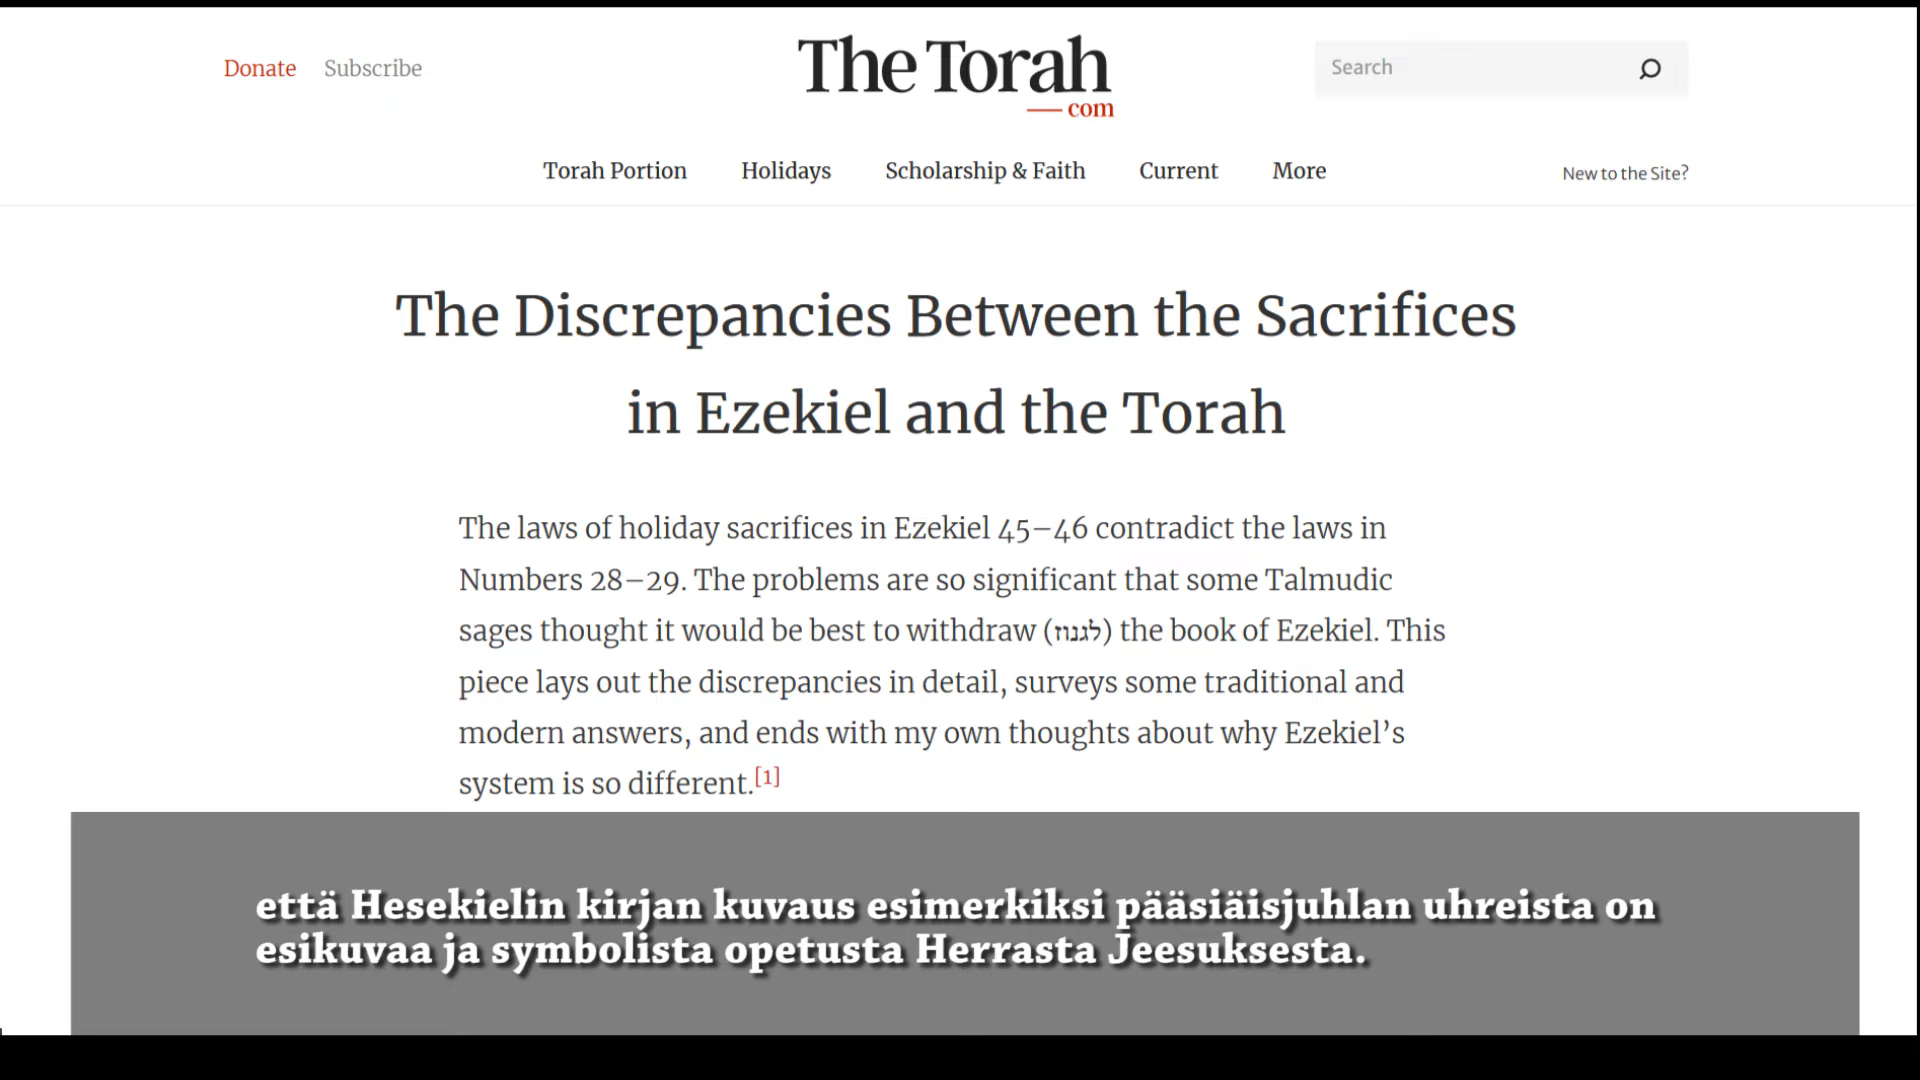 Donate Subscribe
The Torah
com
Search
Torah Portion Holidays Scholarship & Faith Current More New to the Site?
The Discrepancies Between the Sacrifices
in Ezekiel and the Torah
The laws of holiday sacrifices in Ezekiel 45–46 contradict the laws in
Numbers 28–29. The problems are so significant that some Talmudic
sages thought it would be best to withdraw (לגנוז) the book of Ezekiel. This
piece lays out the discrepancies in detail, surveys some traditional and
modern answers, and ends with my own thoughts about why Ezekiel’s
system is so different.[1]
että Hesekielin kirjan kuvaus esimerkiksi pääsiäisjuhlan uhreista on
esikuvaa ja symbolista opetusta Herrasta Jeesuksesta.